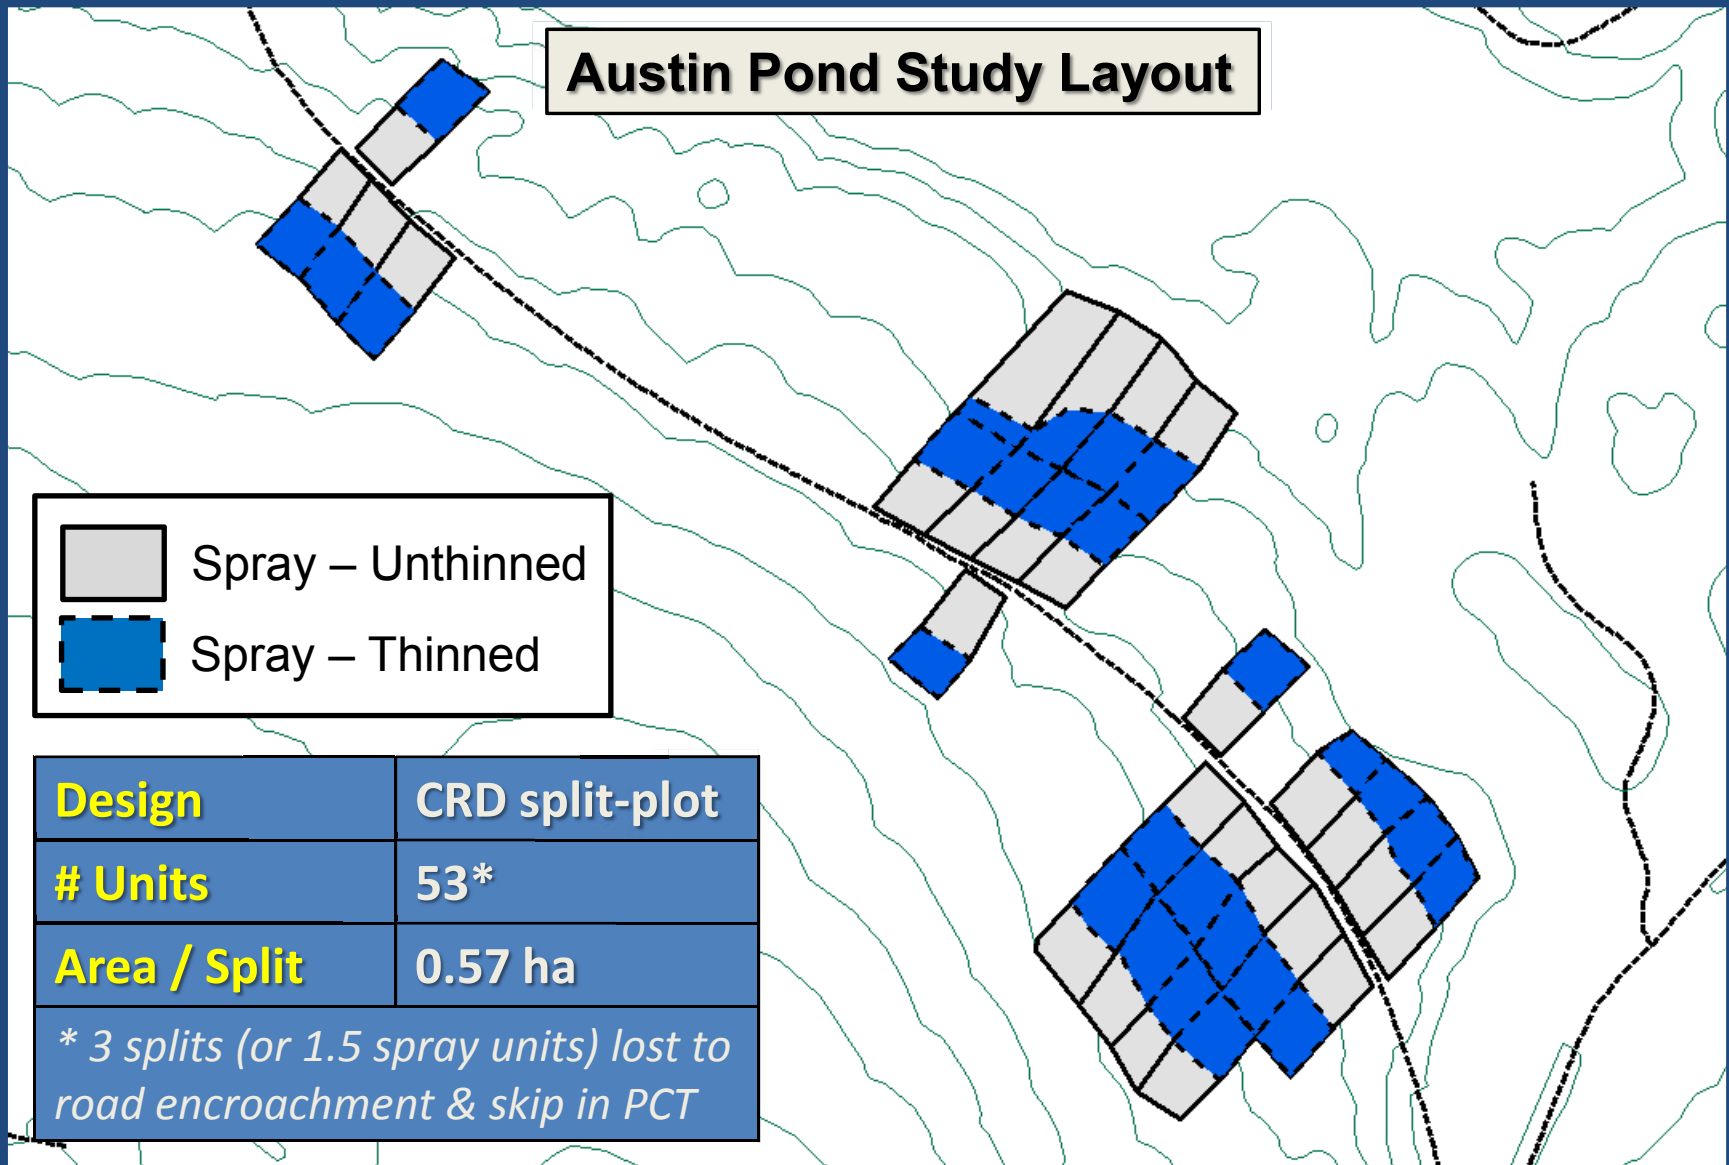 Austin Pond Study Layout
Spray – Unthinned
Spray – Thinned
Design CRD split-plot
# Units 53*
Area / Split 0.57 ha
* 3 splits (or 1.5 spray units) lost to
road encroachment & skip in PCT